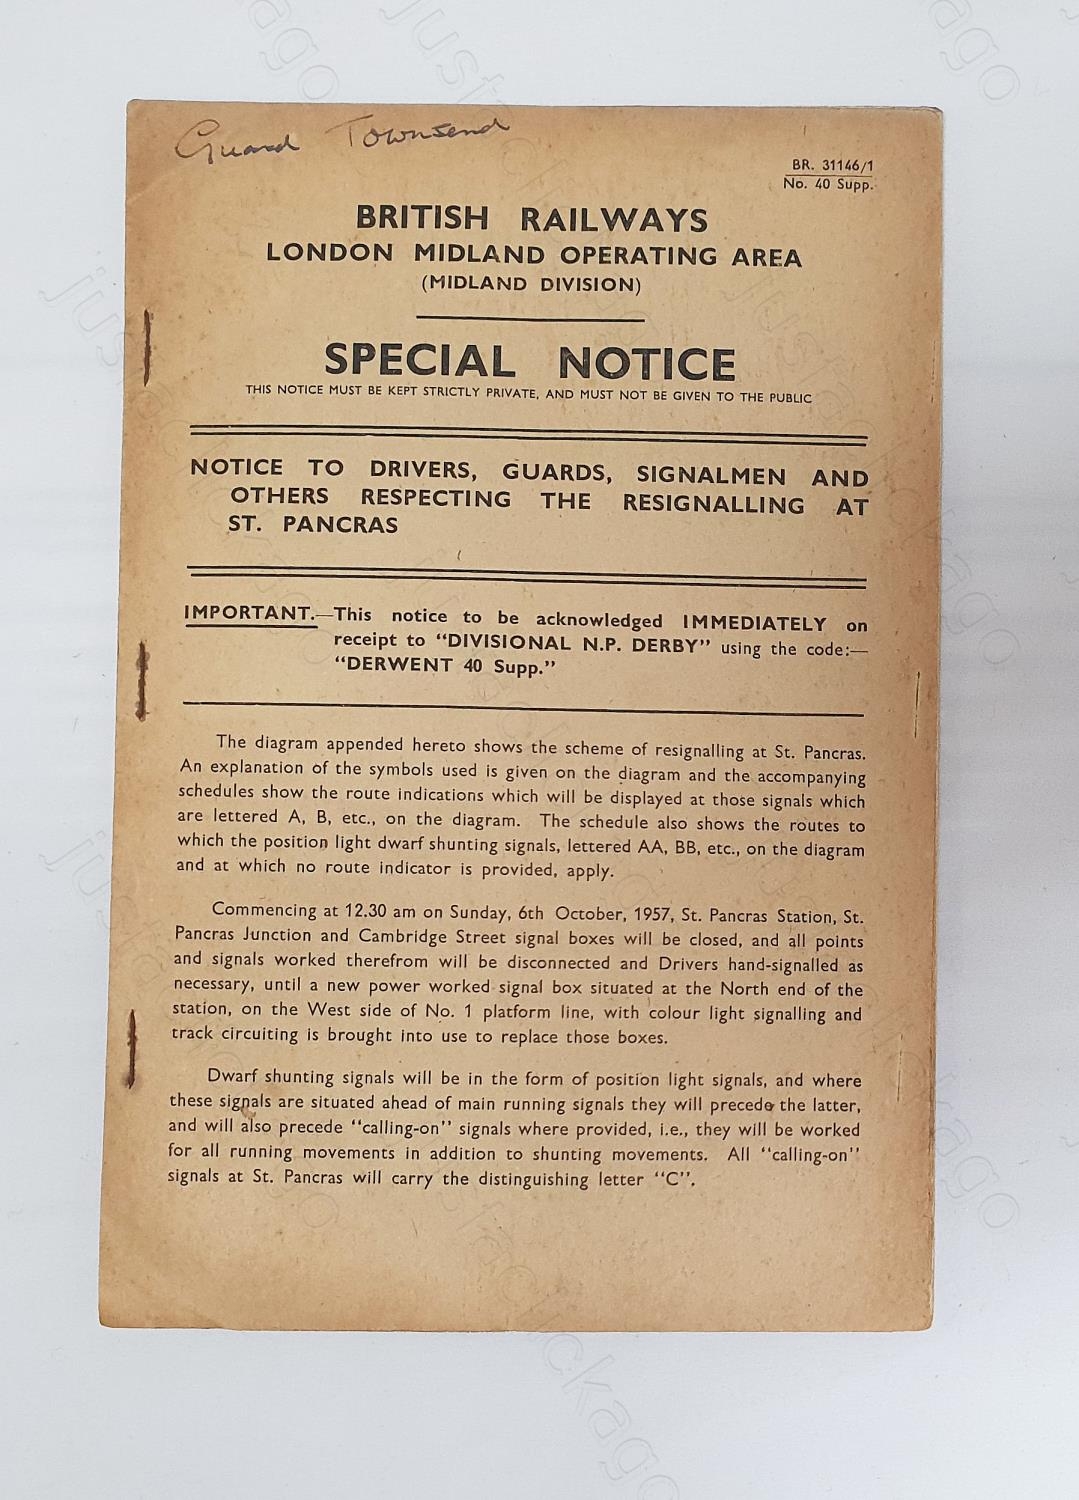 Guard Townsend
BR. 31146/1
No. 40 Supp.
BRITISH RAILWAYS
LONDON MIDLAND OPERATING AREA
(MIDLAND DIVISION)
SPECIAL NOTICE
THIS NOTICE MUST BE KEPT STRICTLY PRIVATE, AND MUST NOT BE GIVEN TO THE PUBLIC
NOTICE TO DRIVERS, GUARDS, SIGNALMEN AND
OTHERS RESPECTING THE RESIGNALLING AT
ST. PANCRAS
IMPORTANT.—This notice to be acknowledged IMMEDIATELY on
receipt to "DIVISIONAL N.P. DERBY" using the code:—
"DERWENT 40 Supp."
The diagram appended hereto shows the scheme of resignalling at St. Pancras.
An explanation of the symbols used is given on the diagram and the accompanying
schedules show the route indications which will be displayed at those signals which
are lettered A, B, etc., on the diagram. The schedule also shows the routes to
which the position light dwarf shunting signals, lettered AA, BB, etc., on the diagram
and at which no route indicator is provided, apply.
Commencing at 12.30 am on Sunday, 6th October, 1957, St. Pancras Station, St.
Pancras Junction and Cambridge Street signal boxes will be closed, and all points
and signals worked therefrom will be disconnected and Drivers hand-signalled as
necessary, until a new power worked signal box situated at the North end of the
station, on the West side of No. 1 platform line, with colour light signalling and
track circuiting is brought into use to replace those boxes.
Dwarf shunting signals will be in the form of position light signals, and where
these signals are situated ahead of main running signals they will precede the latter,
and will also precede "calling-on" signals where provided, i.e., they will be worked
for all running movements in addition to shunting movements. All "calling-on"
signals at St. Pancras will carry the distinguishing letter "C".